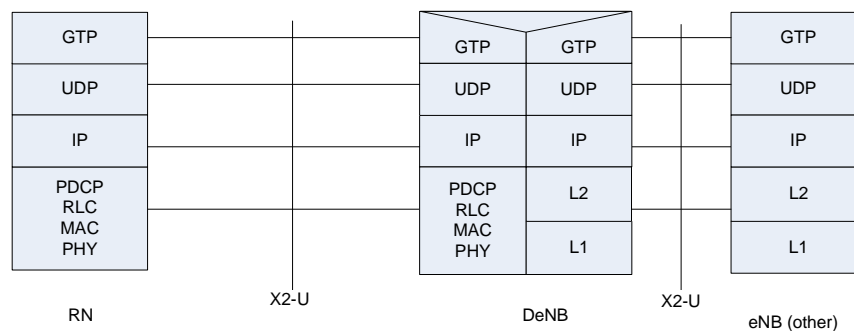 GTP
UDP
IP
PDCP
RLC
MAC
PHY
RN
X2-U
GTP
GTP
UDP
UDP
IP
IP
PDCP
RLC
MAC
PHY
L2
L1
DeNB
X2-U
GTP
UDP
IP
L2
L1
eNB (other)